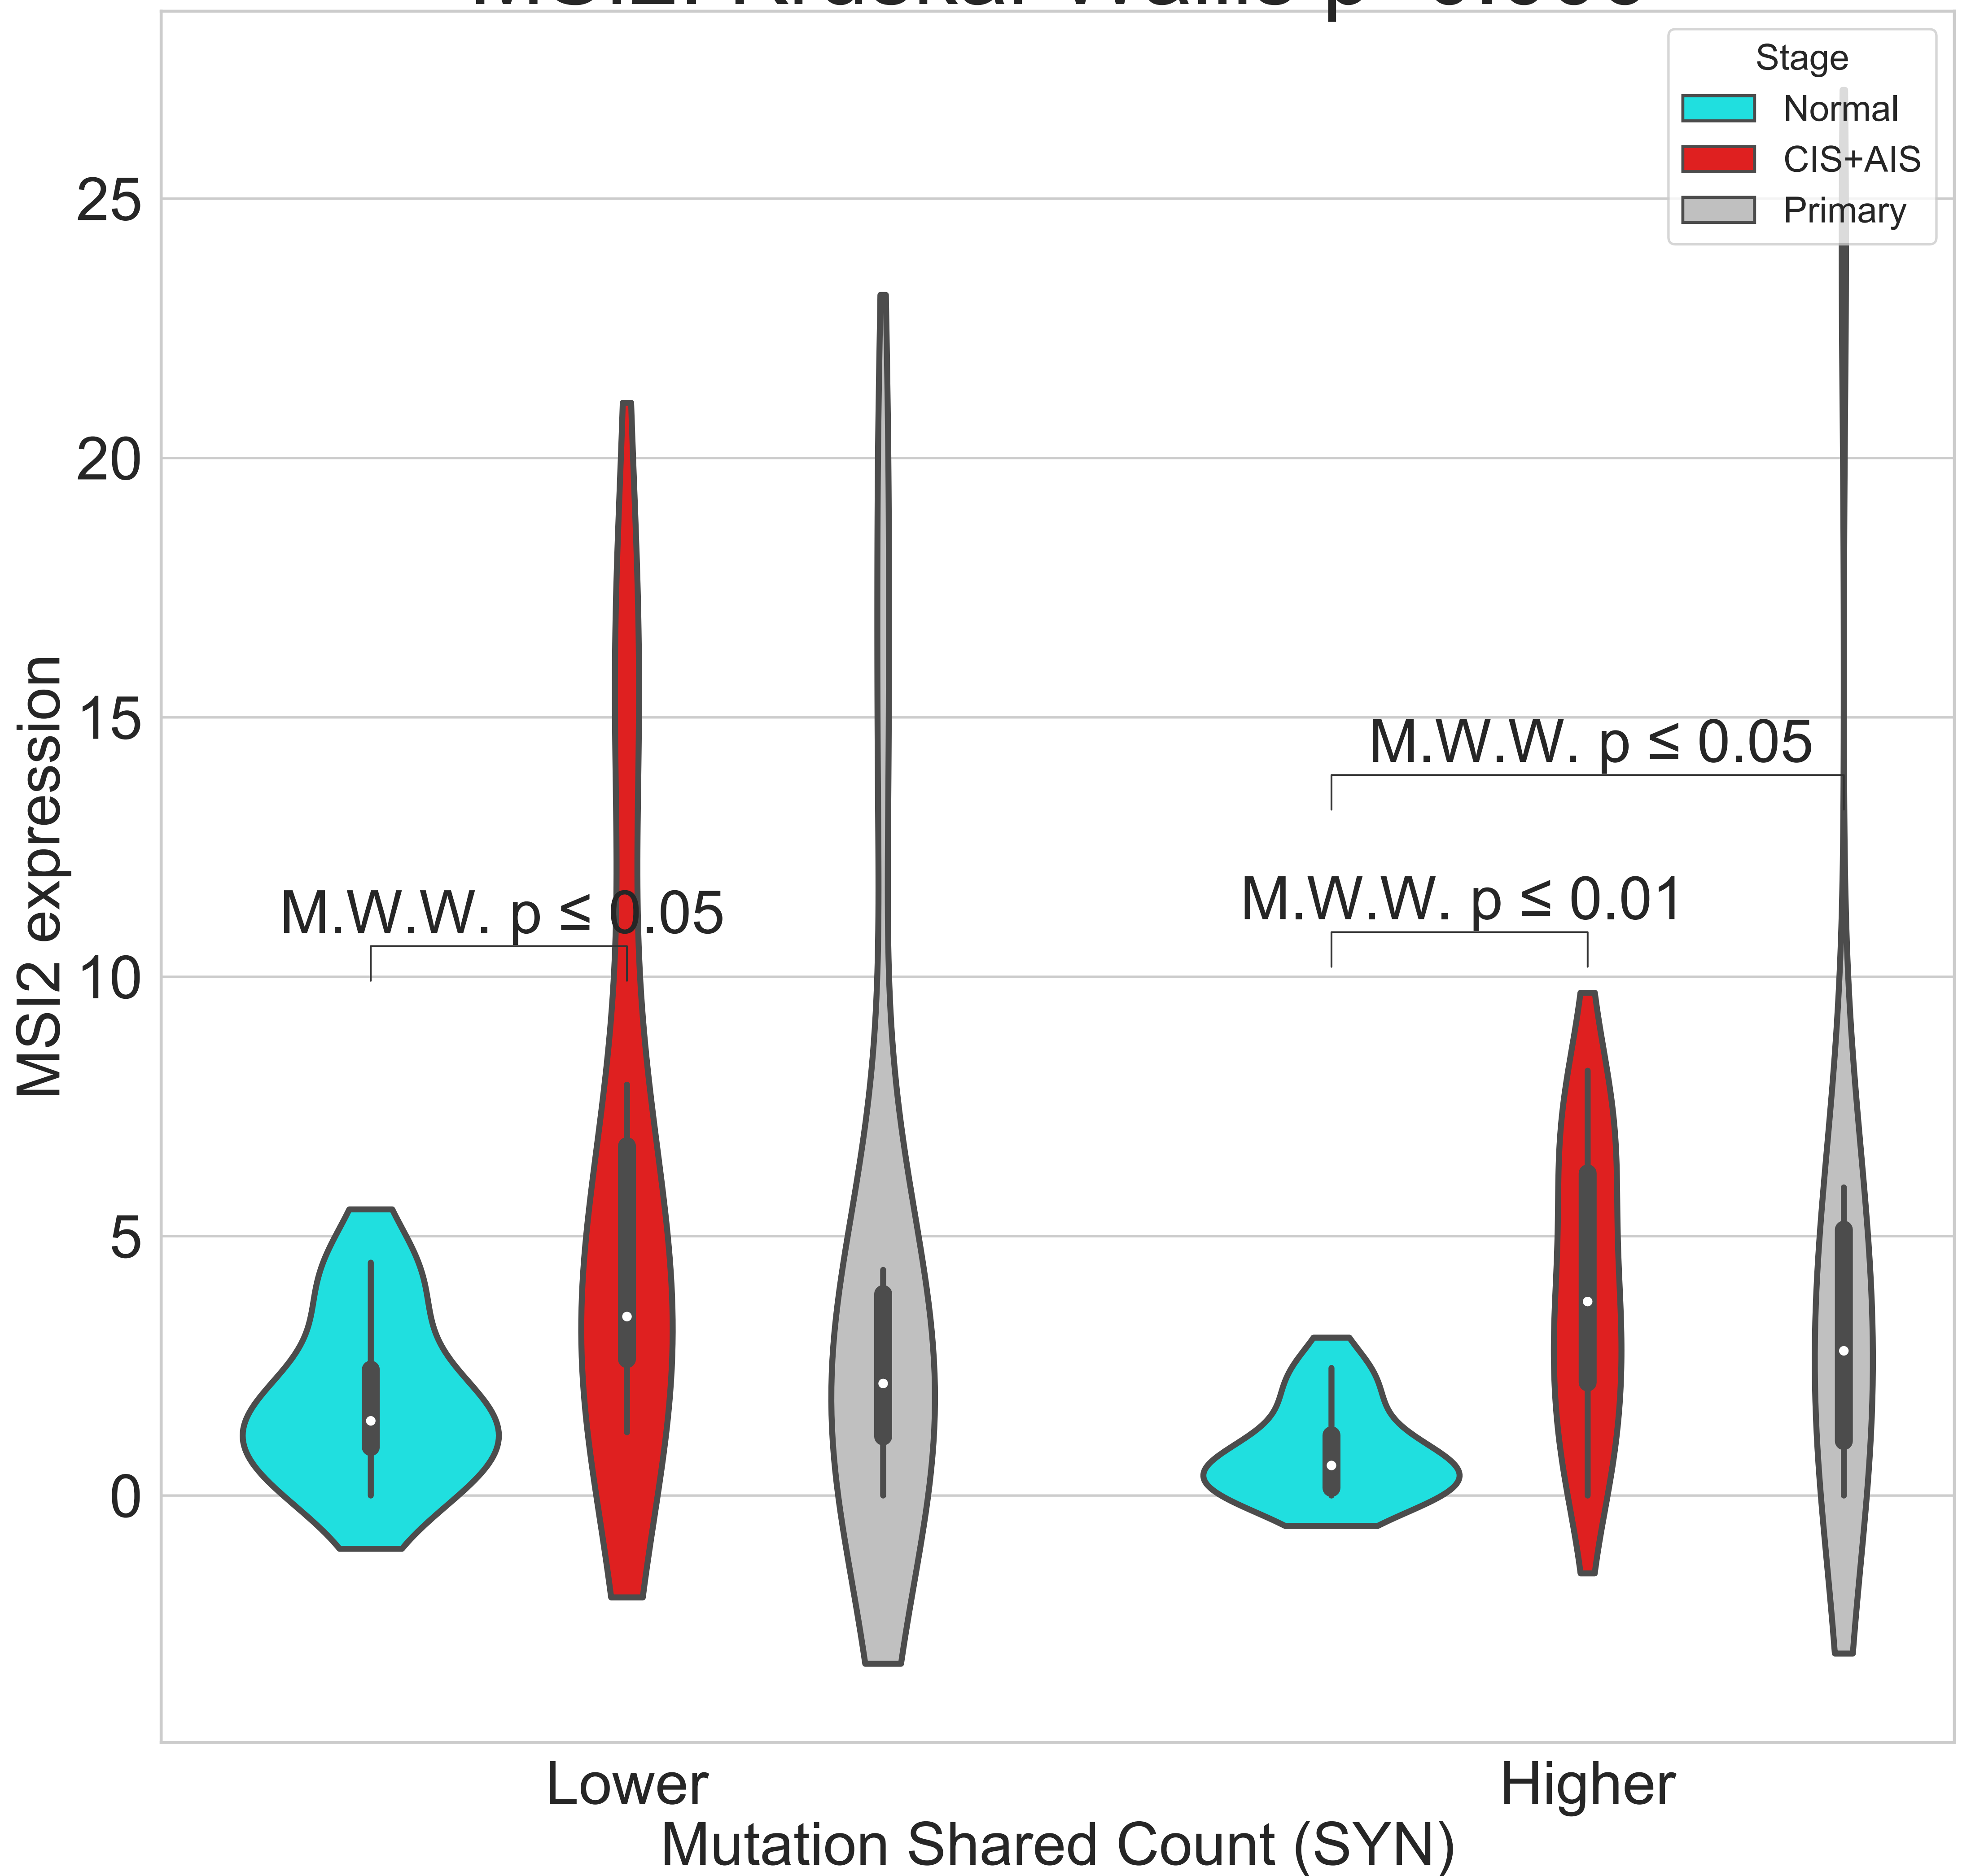 Stage
Normal
CIS+AIS
Primary
25
20
15
10
5
0
MSI2 expression
M.W.W. p ≤ 0.05
M.W.W. p ≤ 0.05
M.W.W. p ≤ 0.01
Lower
Higher
Mutation Shared Count (SYN)